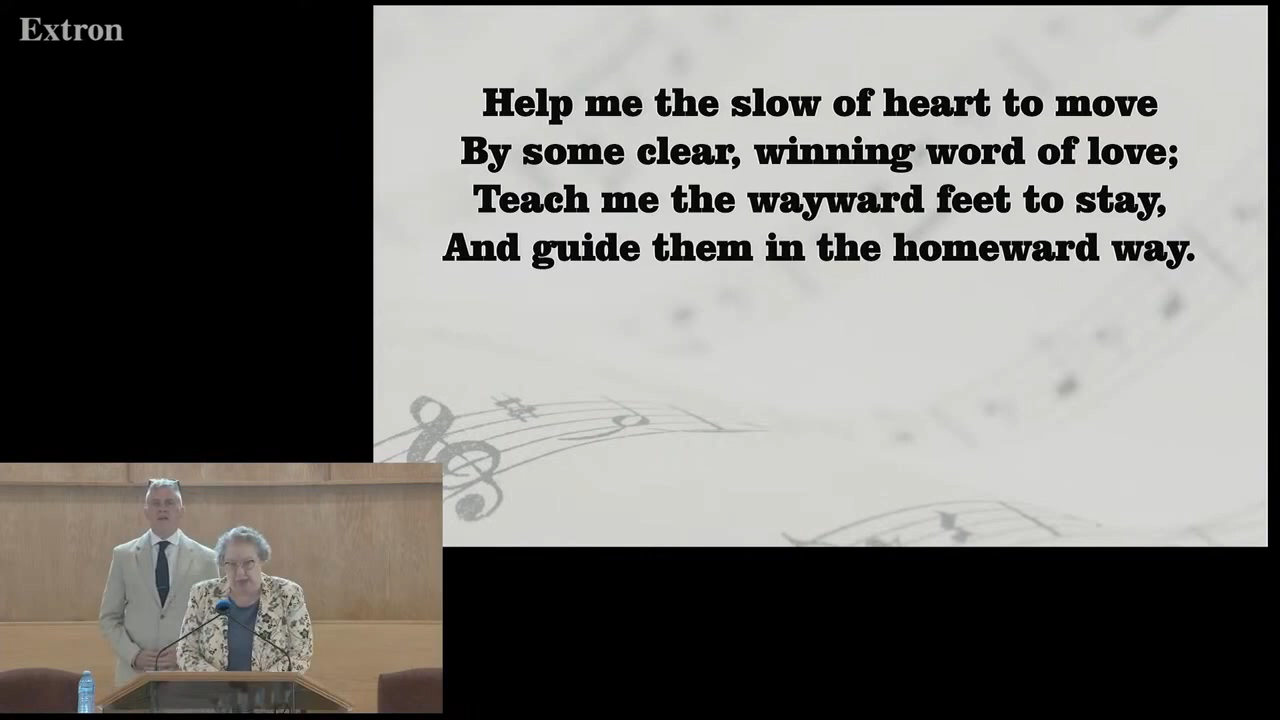 Extron
Help me the slow of heart to move
By some clear, winning word of love;
Teach me the wayward feet to stay,
And guide them in the homeward way.